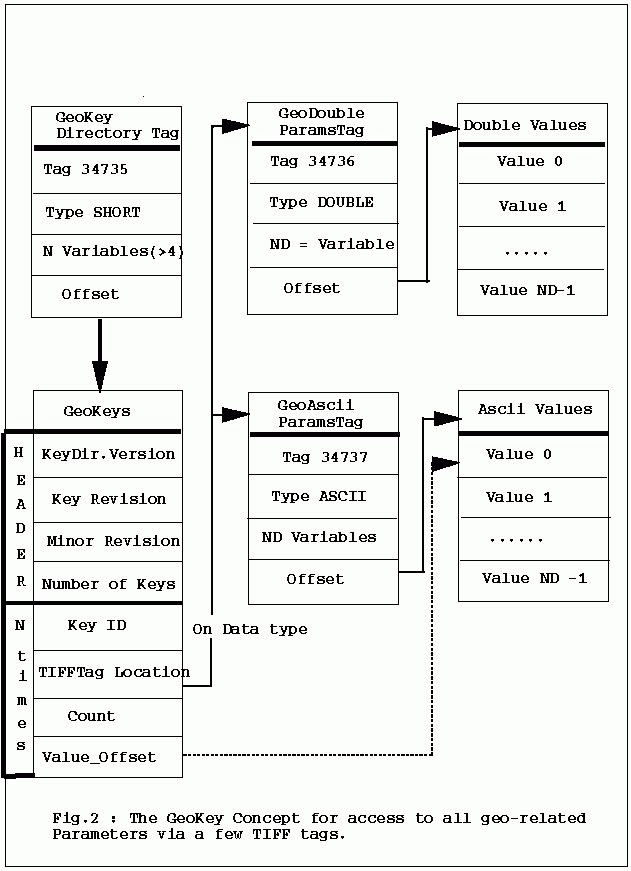 GeoKey
Directory Tag
Tag 34735
Type SHORT
N Variables(>4)
Offset
GeoDouble
ParamsTag
Tag 34736
Type DOUBLE
ND = Variable
Offset
Double Values
Value 0
Value 1
.....
Value ND-1
GeoKeys
HEADER
KeyDir.Version
Key Revision
Minor Revision
Number of Keys
N times
Key ID
TIFFTag Location
Count
Value_Offset
On Data type
GeoAscii
ParamsTag
Tag 34737
Type ASCII
ND Variables
Offset
Ascii Values
Value 0
Value 1
......
Value ND -1
Fig.2 : The GeoKey Concept for access to all geo-related
Parameters via a few TIFF tags.